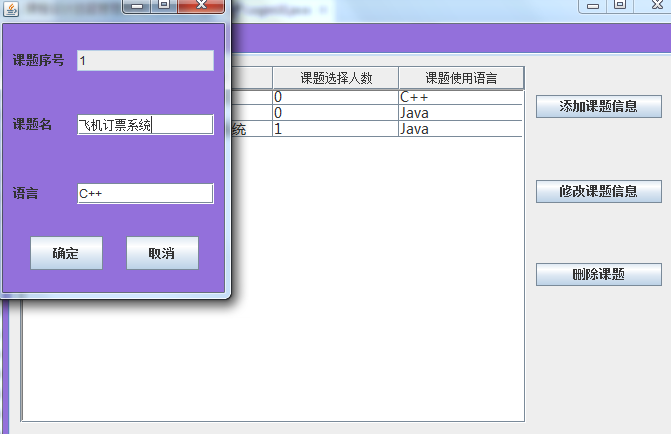 课题序号 1
课题名 飞机订票系统
语言 C++
确定 取消
课题选择人数 课题使用语言
0 C++
0 Java
统 1 Java
添加课题信息
修改课题信息
删除课题